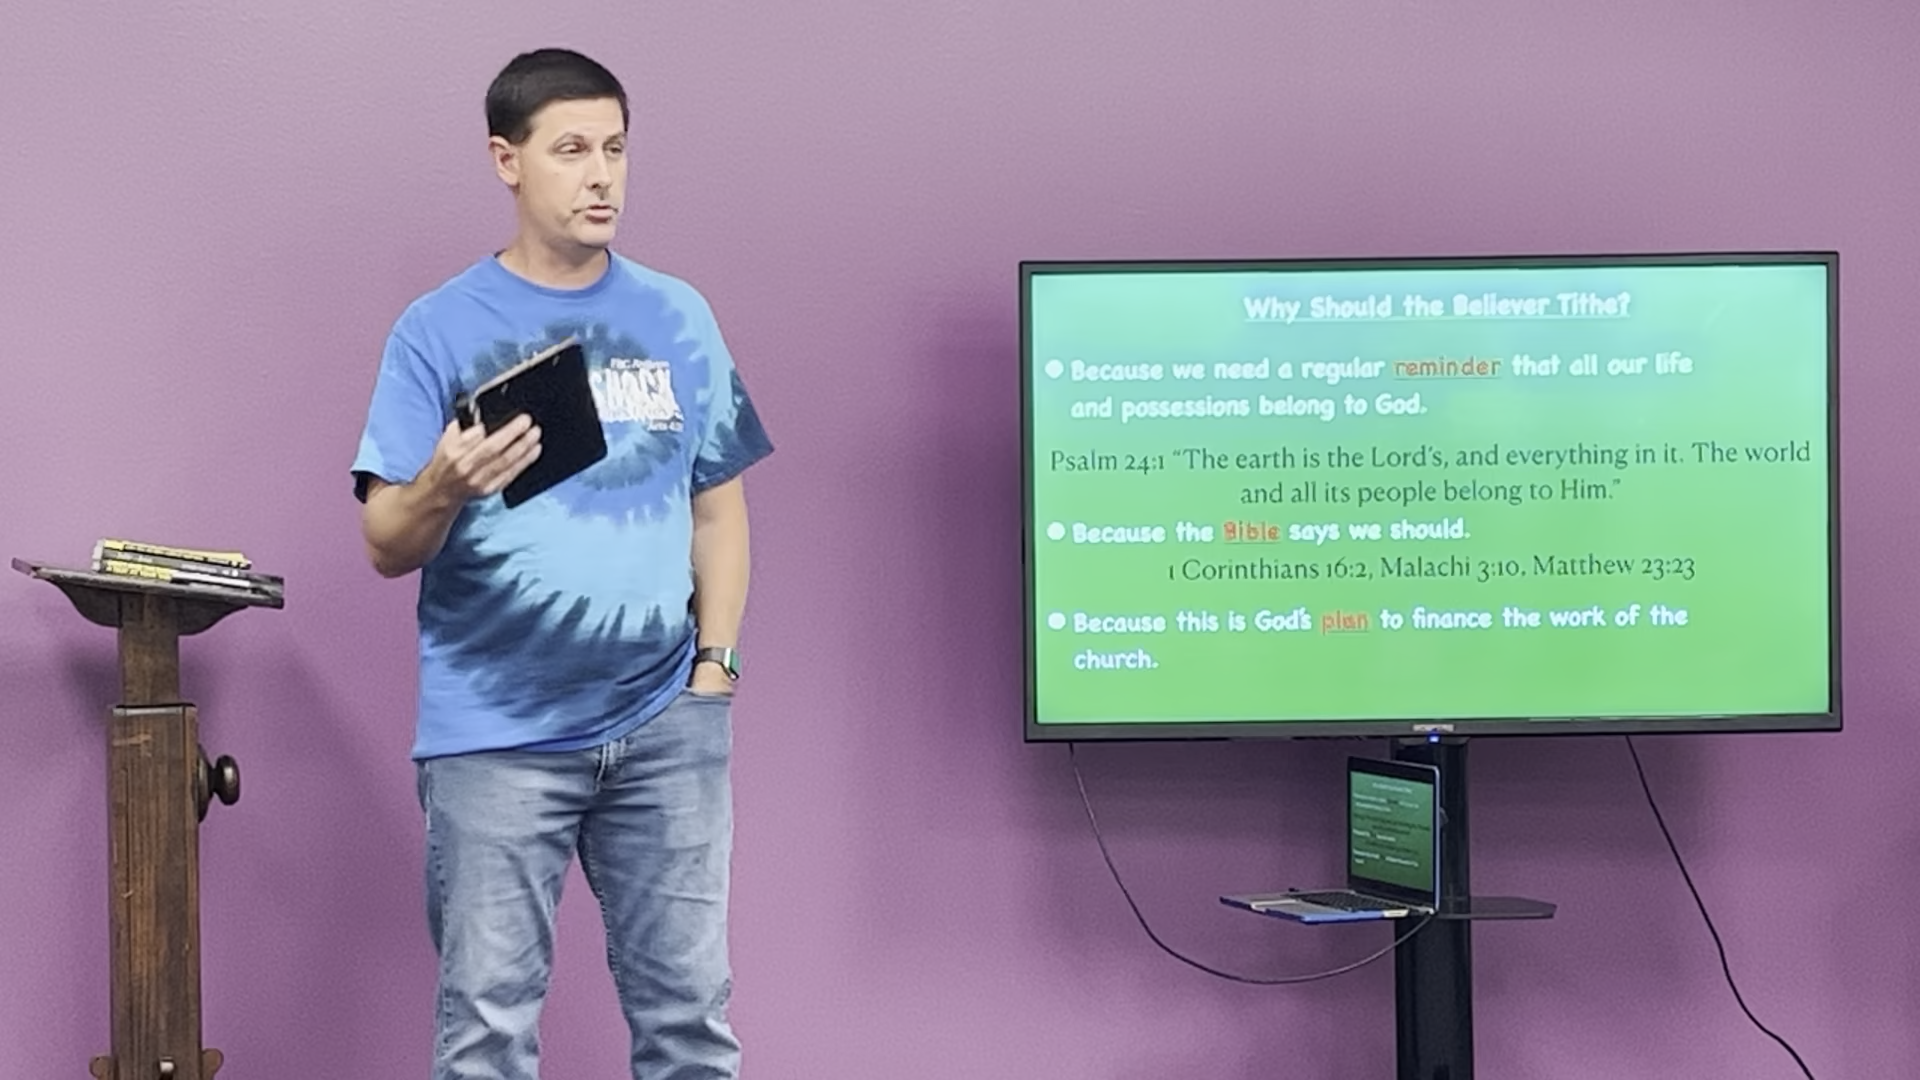 Why Should the Believer Tithe?
Because we need a regular reminder that all our life
and possessions belong to God.
Psalm 24:1 “The earth is the Lord’s, and everything in it. The world
and all its people belong to Him.”
Because the Bible says we should.
1 Corinthians 16:2, Malachi 3:10, Matthew 23:23
Because this is God's plan to finance the work of the
church.